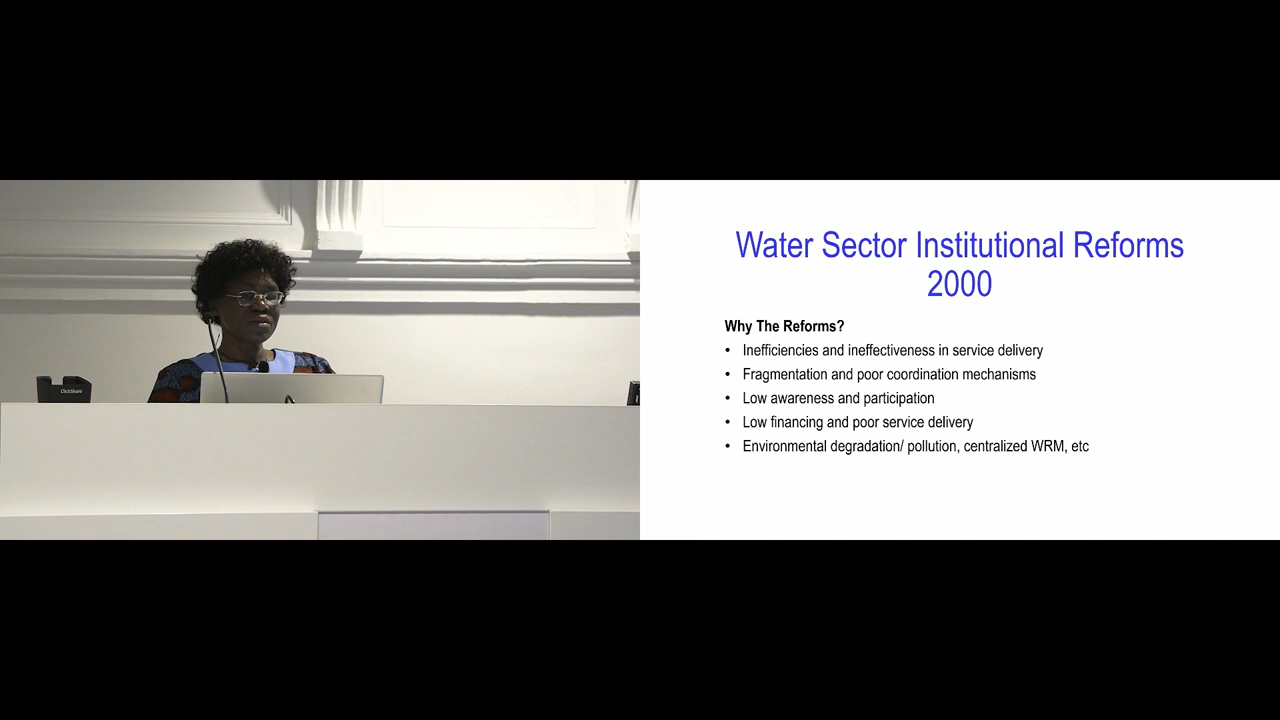 ClickShare
Water Sector Institutional Reforms
2000
Why The Reforms?
• Inefficiencies and ineffectiveness in service delivery
• Fragmentation and poor coordination mechanisms
• Low awareness and participation
• Low financing and poor service delivery
• Environmental degradation/ pollution, centralized WRM, etc